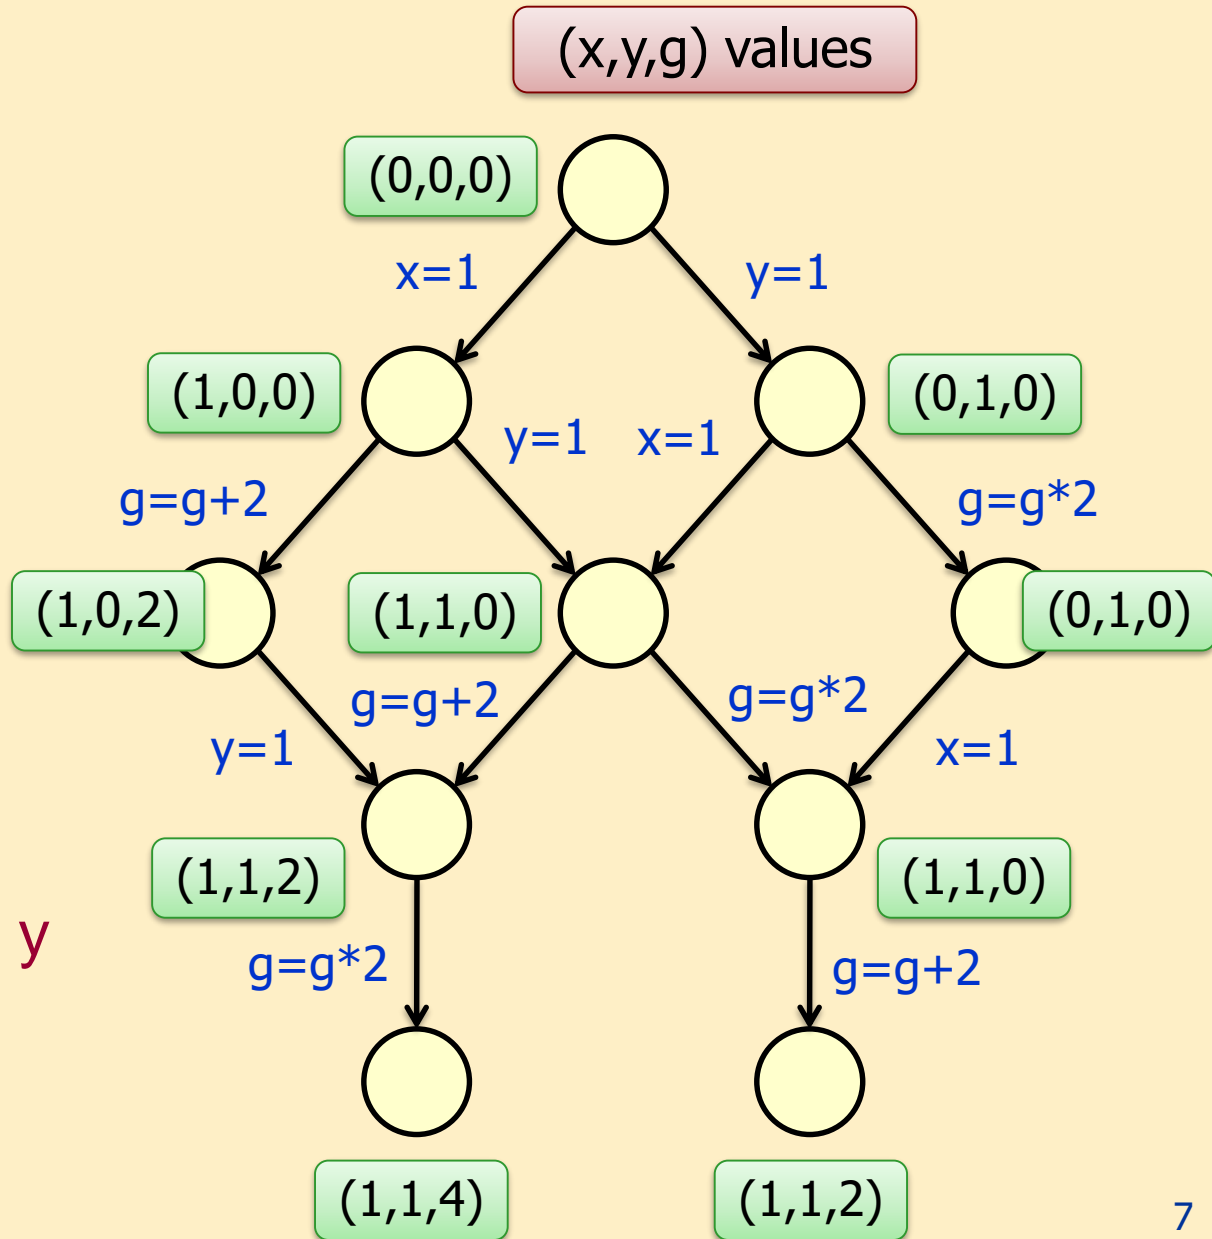 (x,y,g) values
(0,0,0)
x=1
y=1
(1,0,0)
(0,1,0)
y=1
x=1
g=g+2
g=g*2
(1,0,2)
(1,1,0)
(0,1,0)
g=g+2
g=g*2
y=1
x=1
(1,1,2)
(1,1,0)
y
g=g*2
g=g+2
(1,1,4)
(1,1,2)
7